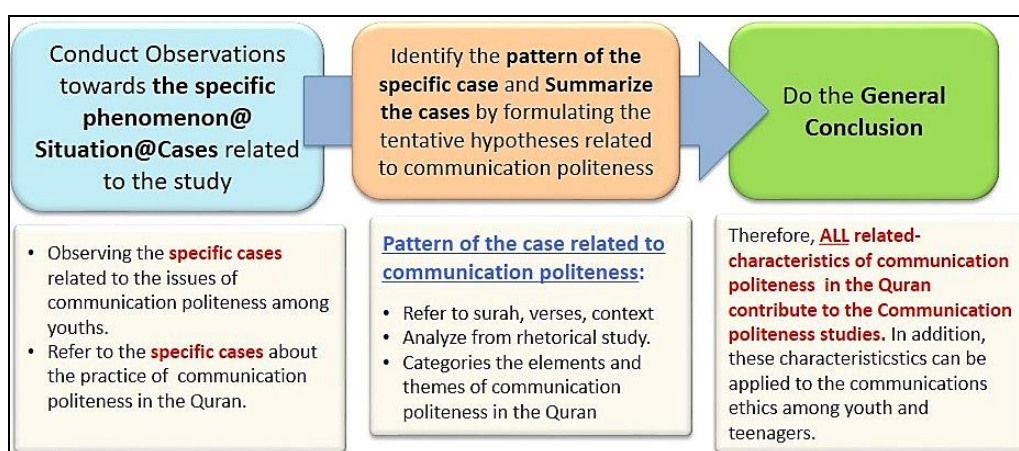 Conduct Observations
towards the specific
phenomenon@
Situation@Cases related
to the study
Identify the pattern of the
specific case and Summarize
the cases by formulating the
tentative hypotheses related
to communication politeness
Do the General
Conclusion
• Observing the specific cases
related to the issues of
communication politeness among
youths.
• Refer to the specific cases about
the practice of communication
politeness in the Quran.
Pattern of the case related to
communication politeness:
• Refer to surah, verses, context
• Analyze from rhetorical study.
• Categories the elements and
themes of communication
politeness in the Quran
Therefore, ALL related-
characteristics of communication
politeness in the Quran
contribute to the Communication
politeness studies. In addition,
these characteristicstics can be
applied to the communications
ethics among youth and
teenagers.